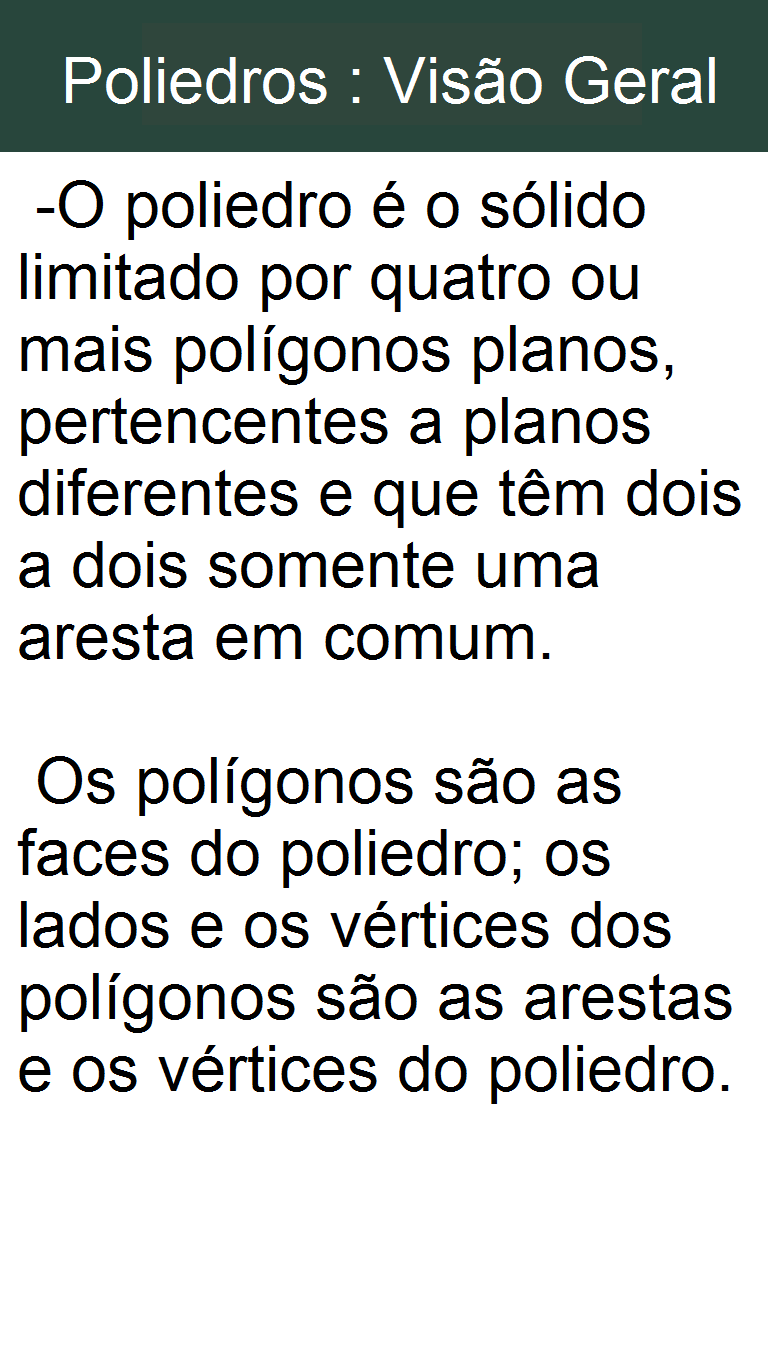 Poliedros : Visão Geral
-O poliedro é o sólido
limitado por quatro ou
mais polígonos planos,
pertencentes a planos
diferentes e que têm dois
a dois somente uma
aresta em comum.
Os polígonos são as
faces do poliedro; os
lados e os vértices dos
polígonos são as arestas
e os vértices do poliedro.